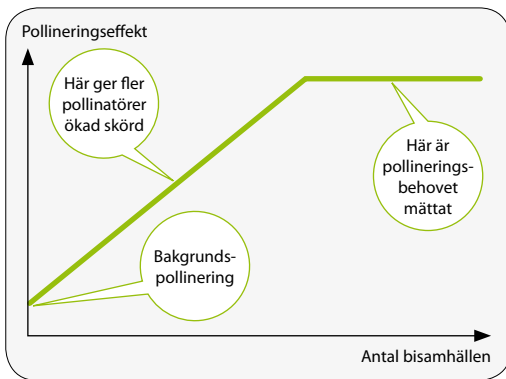 Pollineringseffekt
Här ger fler
pollinatörer
ökad skörd
Här är
pollinerings-
behovet
mättat
Bakgrunds-
pollinering
Antal bisamhällen